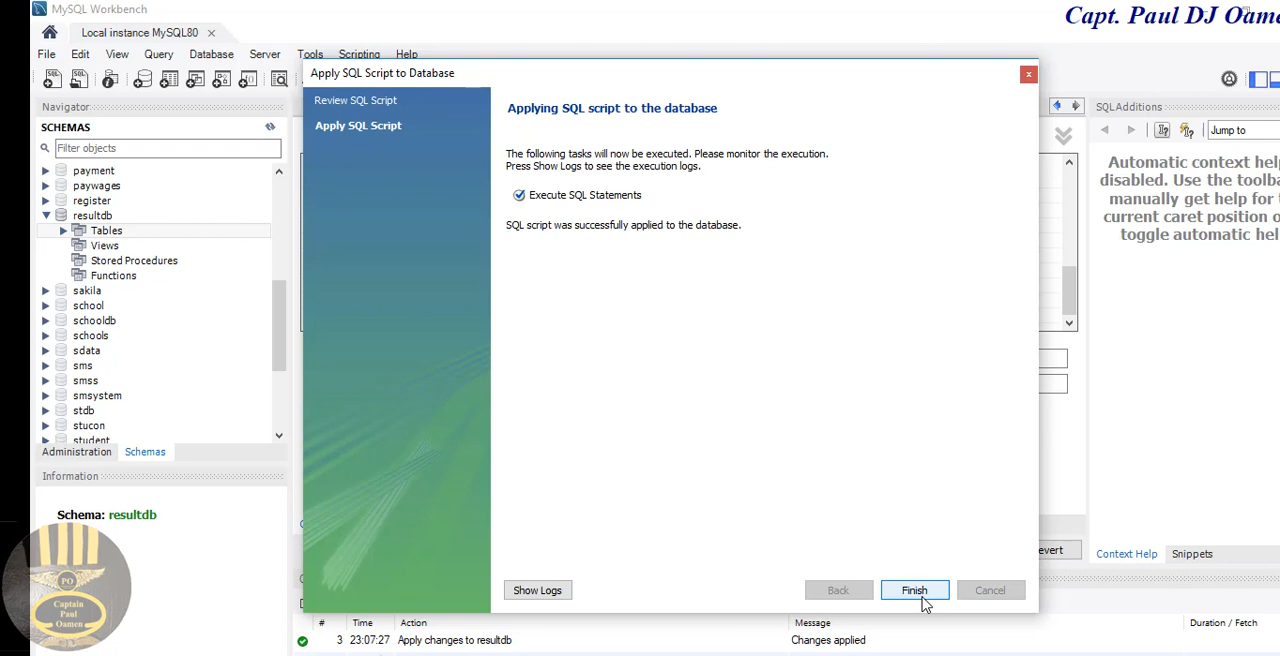 MySQL Workbench
Capt. Paul DJ Oame
Local instance MySQL80
File Edit View Query Database Server Tools Scripting Help
Navigator
SCHEMAS
Filter objects
payment
paywages
register
resultdb
Tables
Views
Stored Procedures
Functions
sakila
school
schooldb
schools
sdata
sms
smss
smsystem
stdb
stucon
student
Administration Schemas
Information
Schema: resultdb
PO
Captain
Paul
Oamen
Apply SQL Script to Database
Review SQL Script
Apply SQL Script
Applying SQL script to the database
The following tasks will now be executed. Please monitor the execution.
Press Show Logs to see the execution logs.
Execute SQL Statements
SQL script was successfully applied to the database.
Show Logs Back Finish Cancel
SQLAdditions
Jump to
Automatic context help
disabled. Use the toolba
manually get help for t
current caret position o
toggle automatic hel
evert
Context Help Snippets
# Time Action Message Duration / Fetch
3 23:07:27 Apply changes to resultdb Changes applied